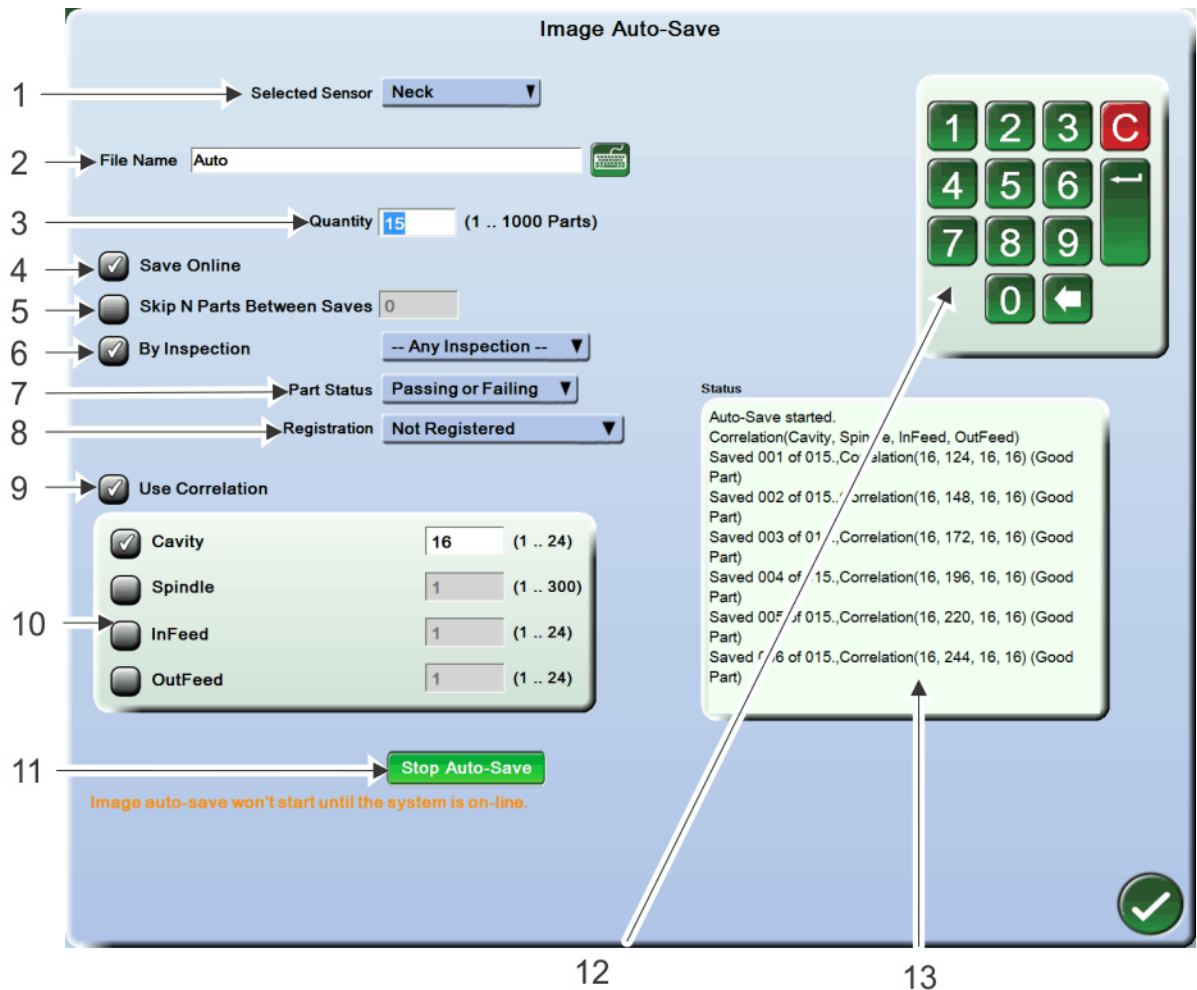 Image Auto-Save
1
Selected Sensor Neck
2
File Name Auto
3
Quantity 15 (1 .. 1000 Parts)
4
Save Online
5
Skip N Parts Between Saves 0
6
By Inspection -- Any Inspection --
7
Part Status Passing or Failing
8
Registration Not Registered
9
Use Correlation
10
Cavity 16 (1 .. 24)
Spindle 1 (1 .. 300)
InFeed 1 (1 .. 24)
OutFeed 1 (1 .. 24)
11
Stop Auto-Save
Image auto-save won't start until the system is on-line.
1 2 3 C
4 5 6
7 8 9
0
Status
Auto-Save started.
Correlation(Cavity, Spindle, InFeed, OutFeed)
Saved 001 of 015.,Correlation(16, 124, 16, 16) (Good
Part)
Saved 002 of 015.,Correlation(16, 148, 16, 16) (Good
Part)
Saved 003 of 015.,Correlation(16, 172, 16, 16) (Good
Part)
Saved 004 of 015.,Correlation(16, 196, 16, 16) (Good
Part)
Saved 005 of 015.,Correlation(16, 220, 16, 16) (Good
Part)
Saved 006 of 015.,Correlation(16, 244, 16, 16) (Good
Part)
12
13